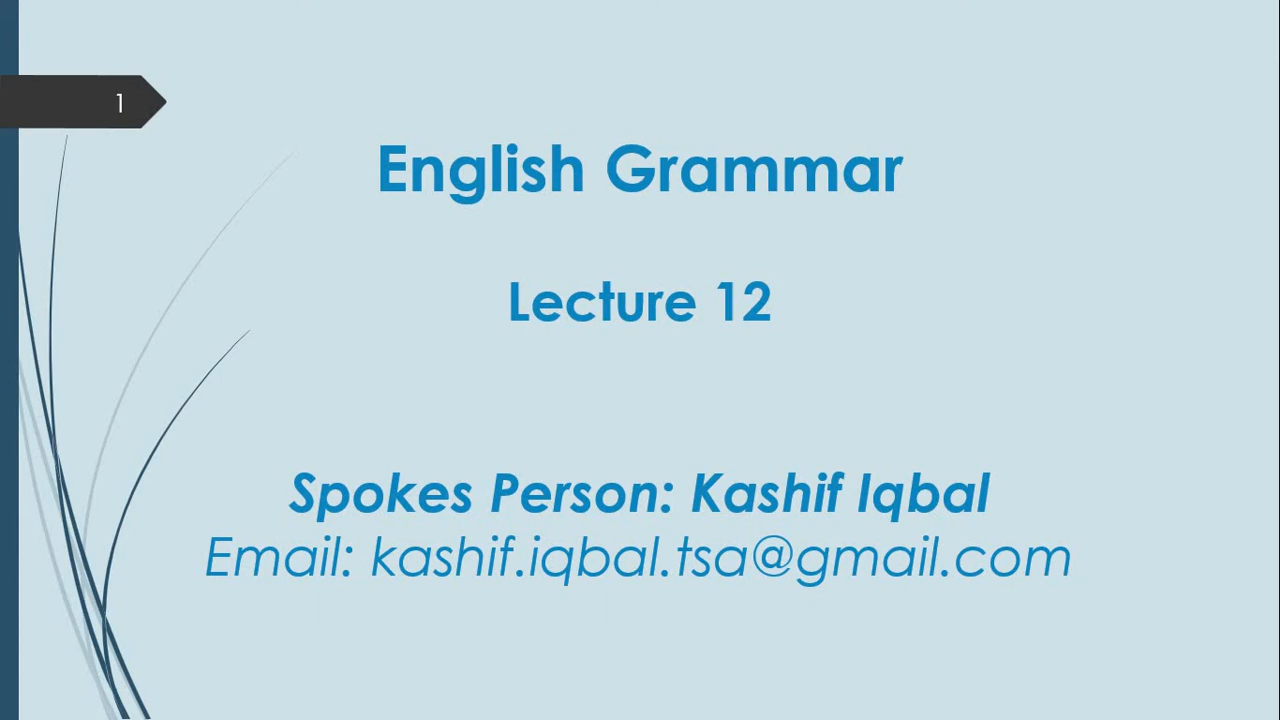 1
English Grammar
Lecture 12
Spokes Person: Kashif Iqbal
Email: kashif.iqbal.tsa@gmail.com